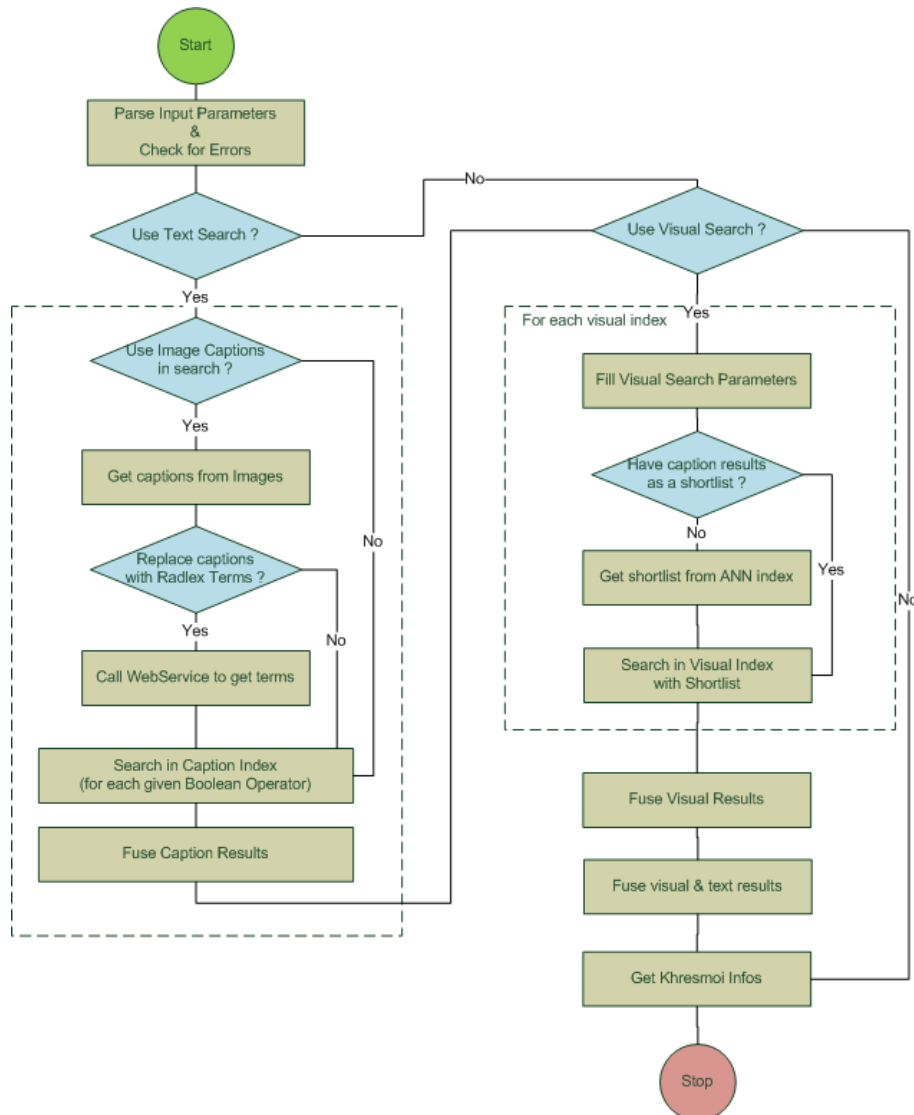 Start
Parse Input Parameters
&
Check for Errors
No
Use Text Search ?
Use Visual Search ?
Yes
Use Image Captions
in search ?
Yes
Get captions from Images
No
Replace captions
with Radlex Terms ?
Yes
No
Call WebService to get terms
Search in Caption Index
(for each given Boolean Operator)
Fuse Caption Results
Yes
For each visual index
Fill Visual Search Parameters
Have caption results
as a shortlist ?
No
Yes
Get shortlist from ANN index
No
Search in Visual Index
with Shortlist
Fuse Visual Results
Fuse visual & text results
Get Khresmoi Infos
Stop